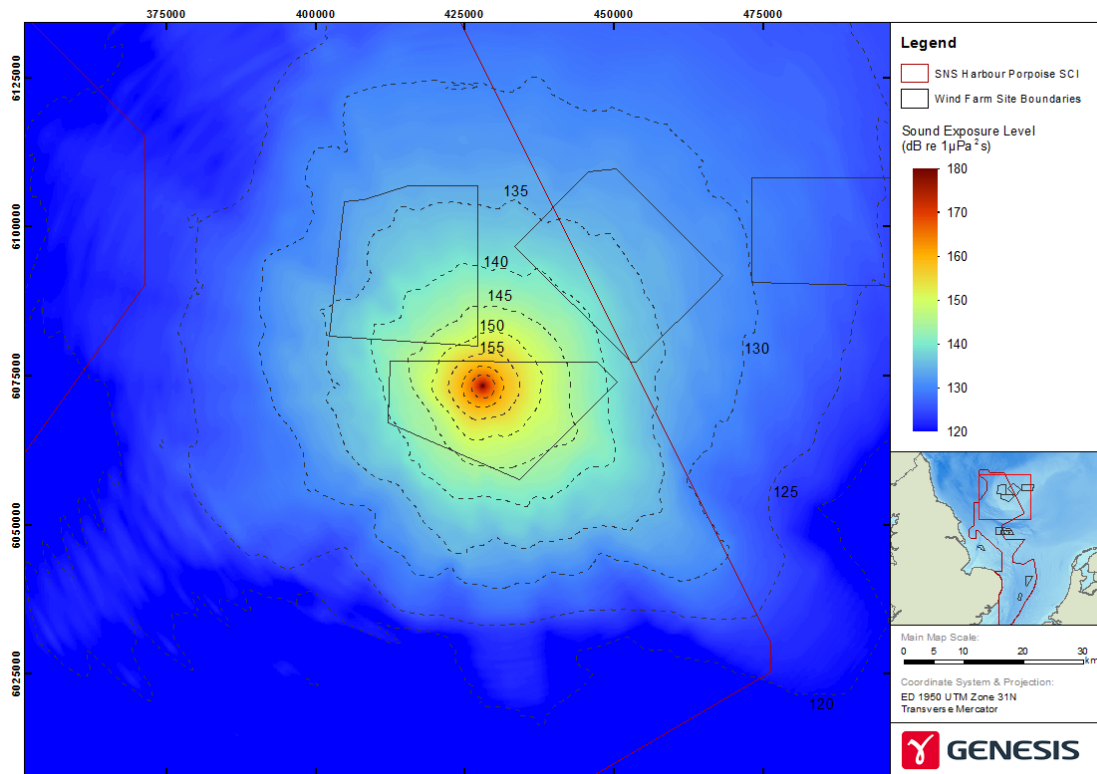 375000 400000 425000 450000 475000
6125000
6100000
6075000
6050000
6025000
135
140
145
150
155
130
125
120
Legend
SNS Harbour Porpoise SCI
Wind Farm Site Boundaries
Sound Exposure Level
(dB re 1µPa²s)
180
170
160
150
140
130
120
Main Map Scale:
0 5 10 20 30
km
Coordinate System & Projection:
ED 1950 UTM Zone 31N
Transverse Mercator
GENESIS